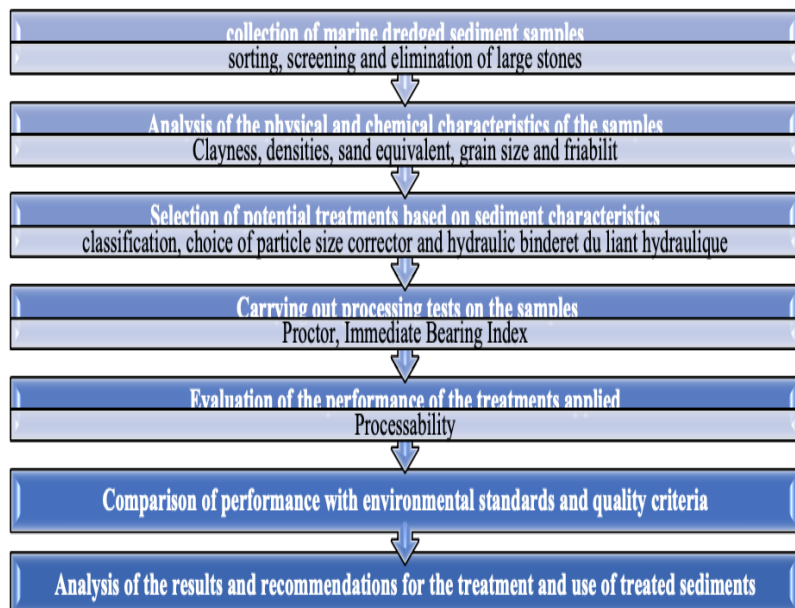 collection of marine dredged sediment samples
sorting, screening and elimination of large stones
Analysis of the physical and chemical characteristics of the samples
Clayness, densities, sand equivalent, grain size and friabilit
Selection of potential treatments based on sediment characteristics
classification, choice of particle size corrector and hydraulic binderet du liant hydraulique
Carrying out processing tests on the samples
Proctor, Immediate Bearing Index
Evaluation of the performance of the treatments applied
Processability
Comparison of performance with environmental standards and quality criteria
Analysis of the results and recommendations for the treatment and use of treated sediments